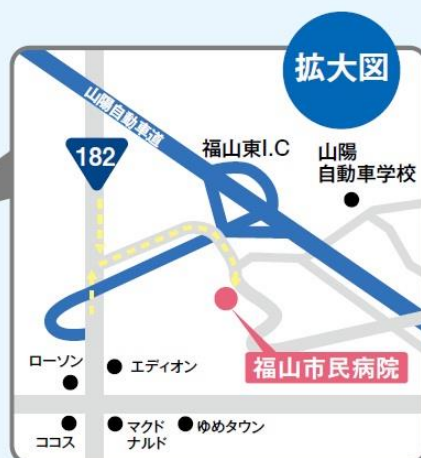 拡大図
山陽自動車道
182
福山東I.C
山陽
自動車学校
福山市民病院
ローソン
エディオン
ココス
マクド
ナルド
ゆめタウン